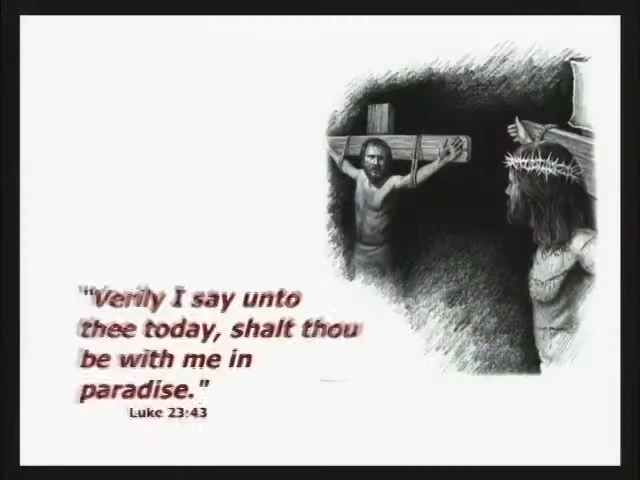 "Verily I say unto
thee today, shalt thou
be with me in
paradise."
Luke 23:43